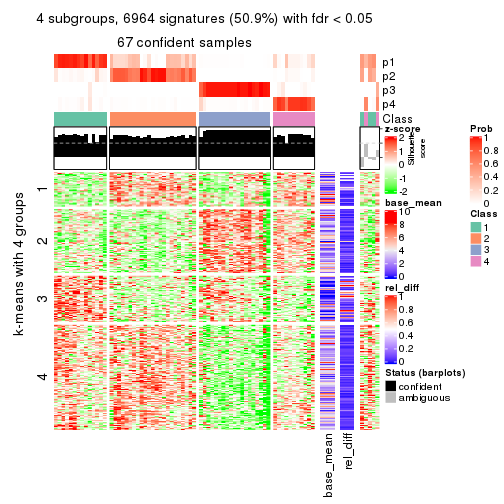 4 subgroups, 6964 signatures (50.9%) with fdr < 0.05
67 confident samples
p1
p2
p3
p4
Class
z-score
2
1
0
-1
-2
Silhouette
score
base_mean
10
8
6
4
2
0
rel_diff
1
0.8
0.6
0.4
0.2
0
Status (barplots)
confident
ambiguous
Prob
1
0.8
0.6
0.4
0.2
0
Class
1
2
3
4
k-means with 4 groups
1
2
3
4
base_mean
rel_diff